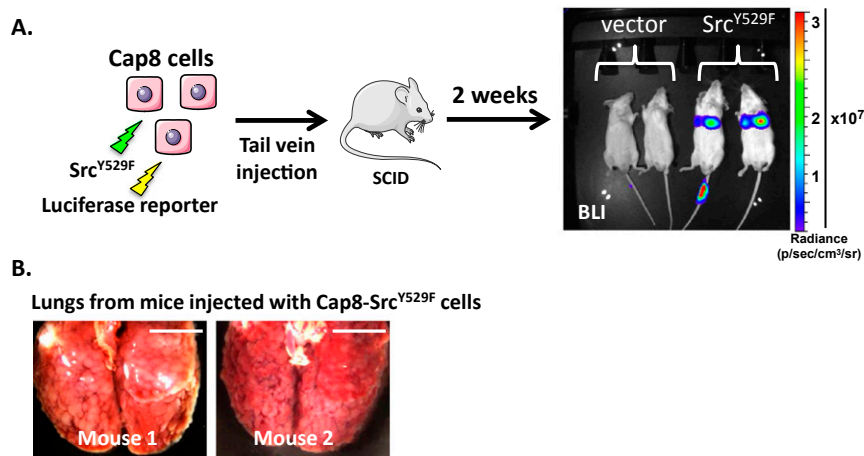 A.
Cap8 cells
Src^Y529F
Luciferase reporter
Tail vein
injection
SCID
2 weeks
vector
Src^Y529F
BLI
3
2
1
x10^7
Radiance
(p/sec/cm³/sr)
B.
Lungs from mice injected with Cap8-Src^Y529F cells
Mouse 1
Mouse 2